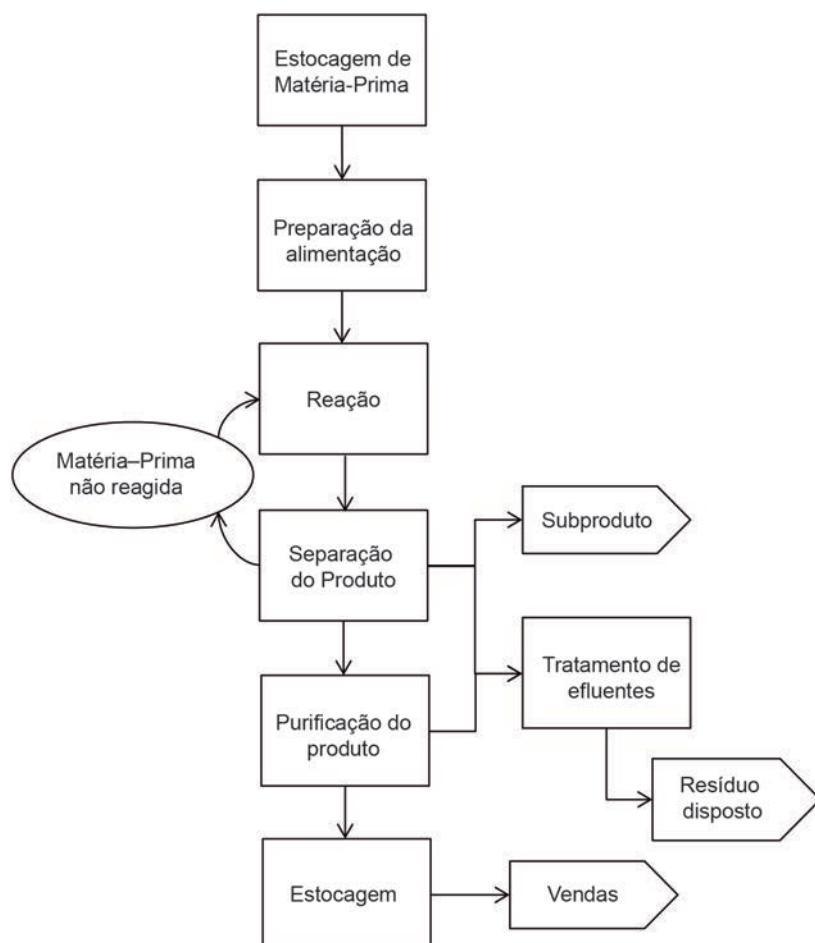 Estocagem de
Matéria-Prima
Preparação da
alimentação
Reação
Matéria–Prima
não reagida
Separação
do Produto
Subproduto
Tratamento de
efluentes
Purificação do
produto
Resíduo
disposto
Estocagem
Vendas